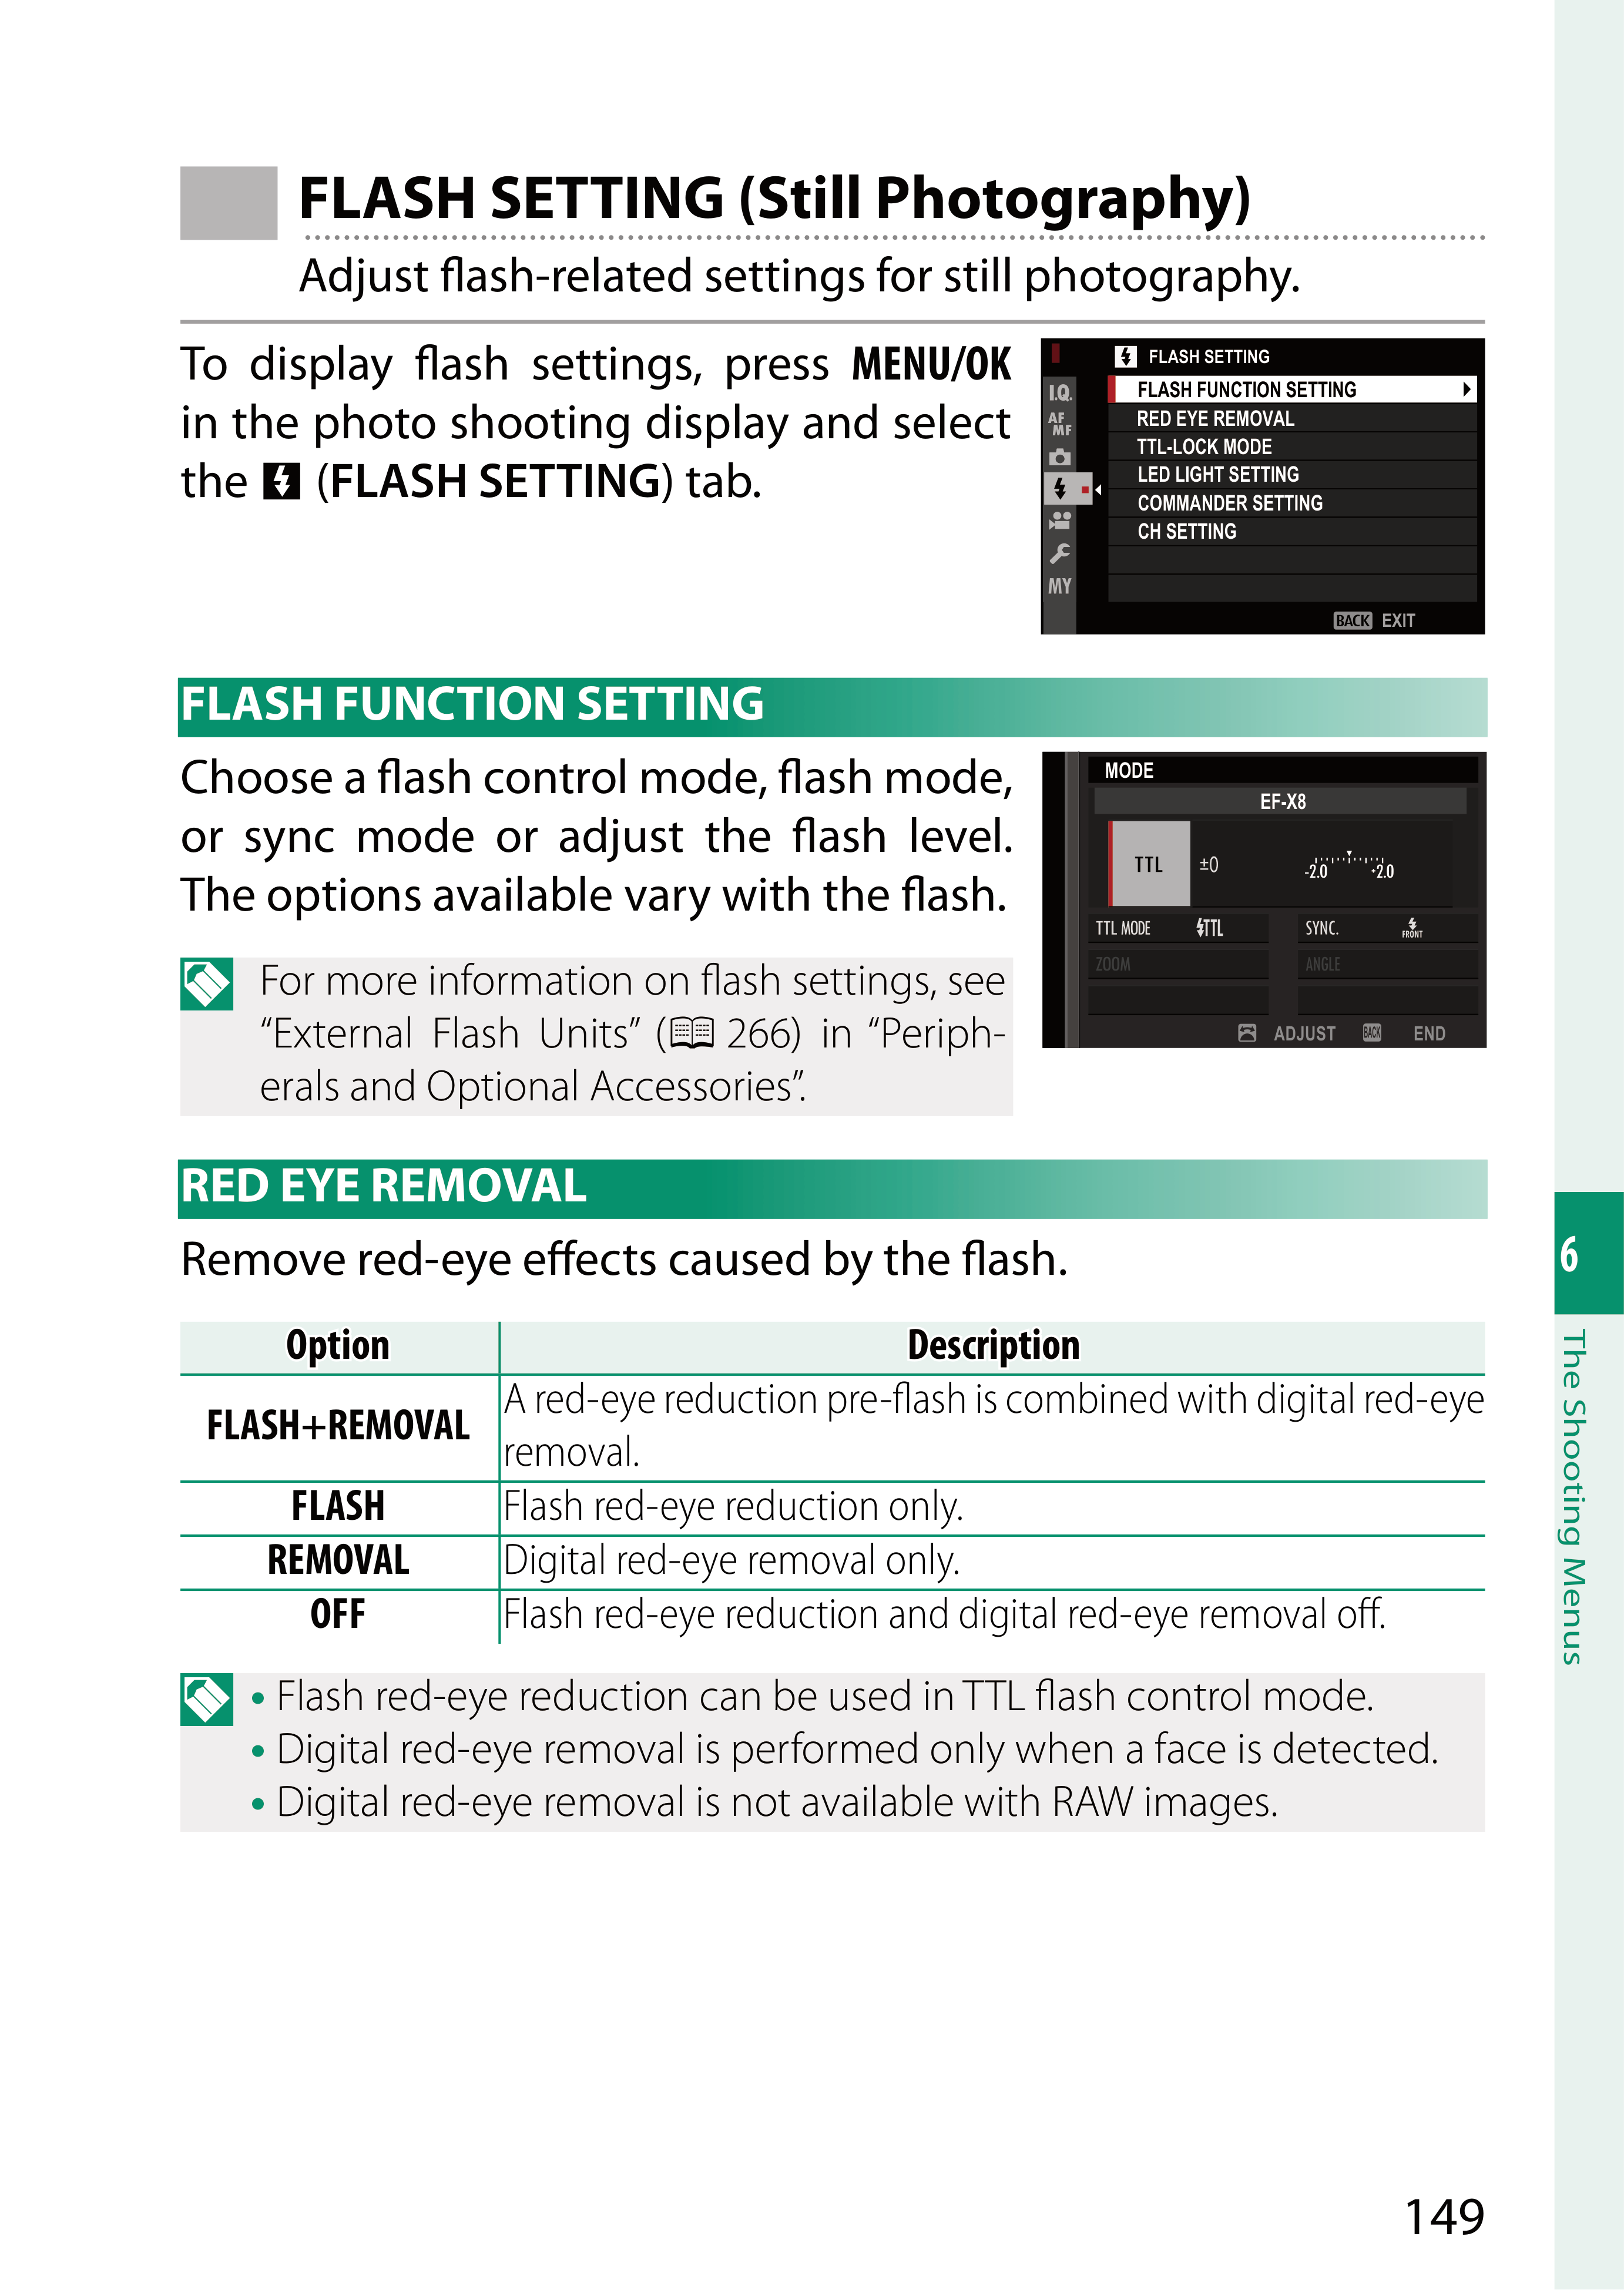 FLASH SETTING (Still Photography)
Adjust flash-related settings for still photography.
To display flash settings, press MENU/OK
in the photo shooting display and select
the (FLASH SETTING) tab.
FLASH SETTING
I.Q.
AF
MF
MY
FLASH FUNCTION SETTING
RED EYE REMOVAL
TTL-LOCK MODE
LED LIGHT SETTING
COMMANDER SETTING
CH SETTING
BACK EXIT
FLASH FUNCTION SETTING
Choose a flash control mode, flash mode,
or sync mode or adjust the flash level.
The options available vary with the flash.
For more information on flash settings, see
“External Flash Units” (266) in “Periph-
erals and Optional Accessories”.
MODE
EF-X8
TTL ±0 -2.0 +2.0
TTL MODE TTL SYNC. FRONT
ZOOM ANGLE
ADJUST BACK END
RED EYE REMOVAL
Remove red-eye effects caused by the flash.
Option Description
FLASH+REMOVAL A red-eye reduction pre-flash is combined with digital red-eye
removal.
FLASH Flash red-eye reduction only.
REMOVAL Digital red-eye removal only.
OFF Flash red-eye reduction and digital red-eye removal off.
• Flash red-eye reduction can be used in TTL flash control mode.
• Digital red-eye removal is performed only when a face is detected.
• Digital red-eye removal is not available with RAW images.
6
The Shooting Menus
149